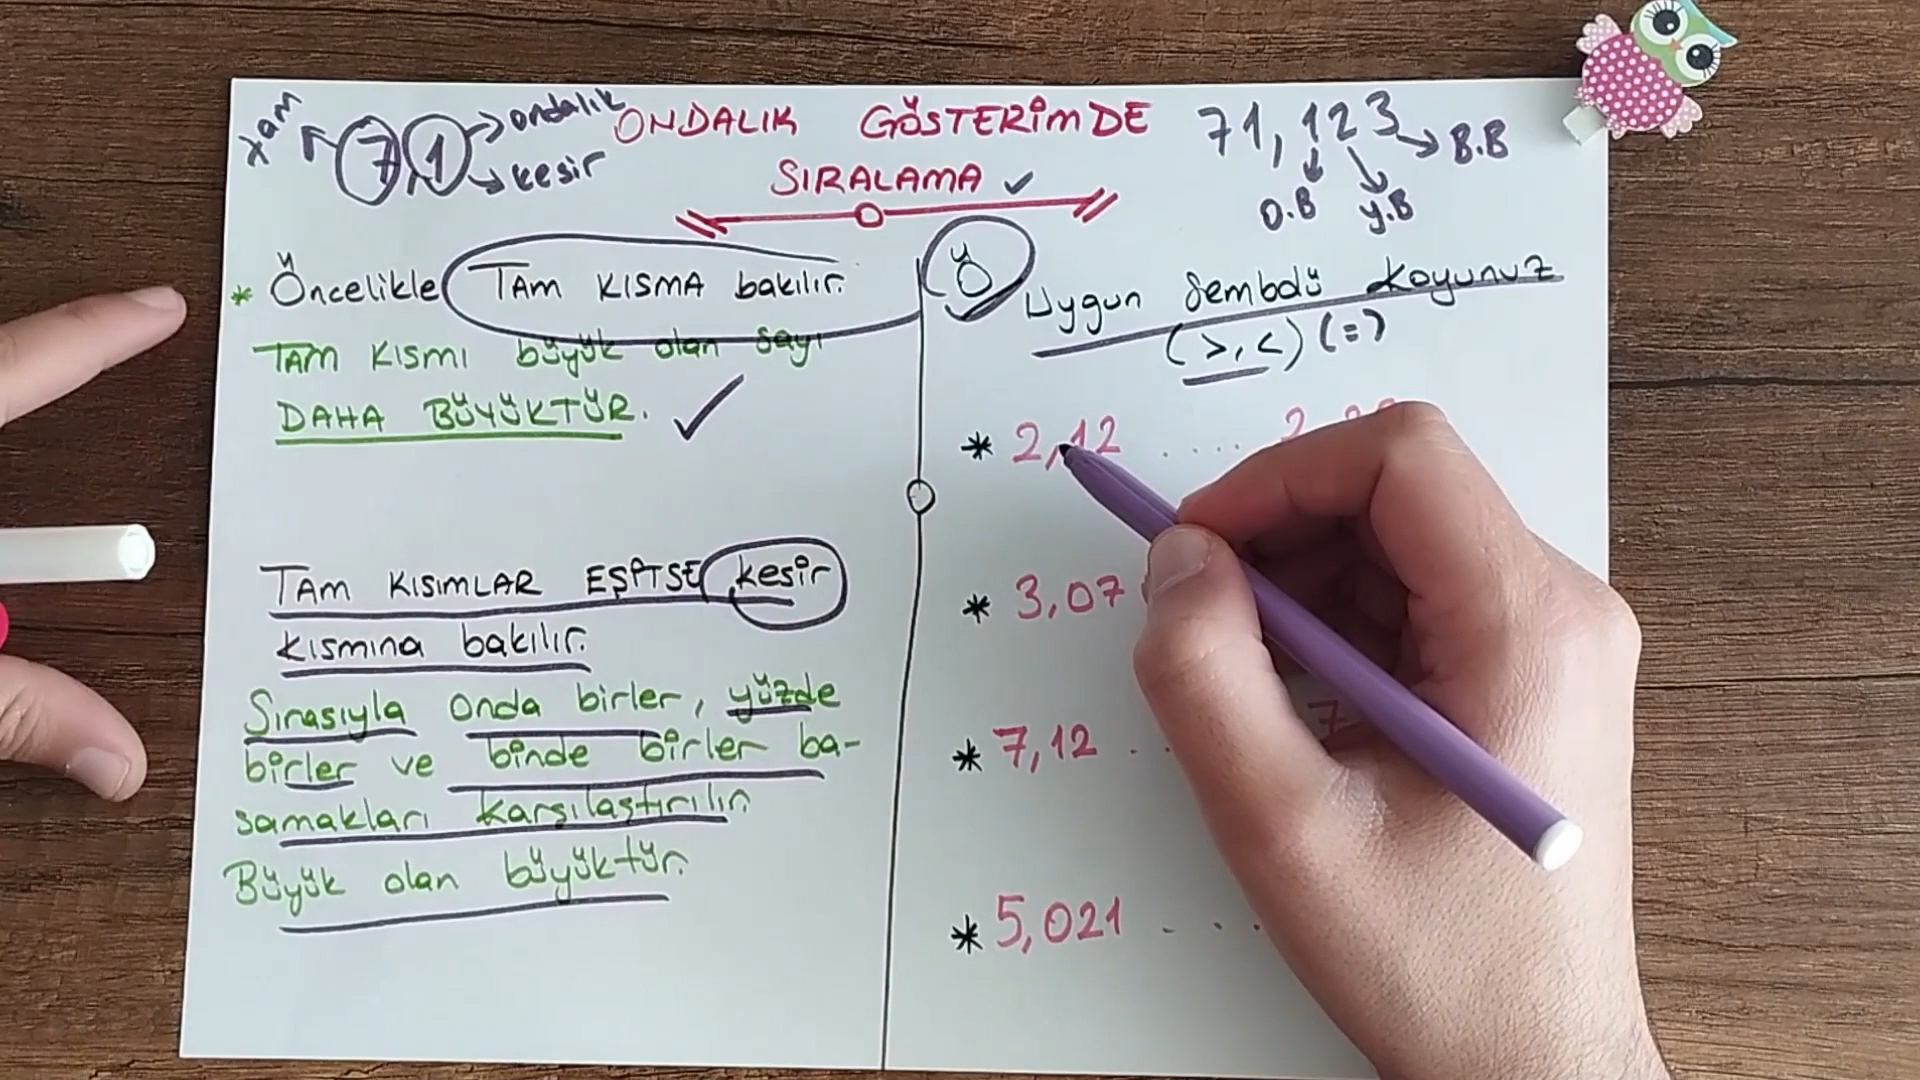 ONDALIK GÖSTERİMDE
SIRALAMA ✓
7,1
ondalık
kesir
71,123
B.B
O.B
y.B
* Öncelikle TAM KISMA bakılır.
TAM KISMI büyük olan sayı
DAHA BÜYÜKTÜR. ✓
TAM KISIMLAR EŞİTSE kesir
kısmına bakılır.
Sırasıyla onda birler, yüzde
birler ve binde birler ba-
samakları karşılaştırılır.
Büyük olan büyüktür.
Ö
Uygun Sembolü Koyunuz
(>,<) (=)
* 2,12 .... 2
* 3,07
* 7,12 .. 7
* 5,021 ....